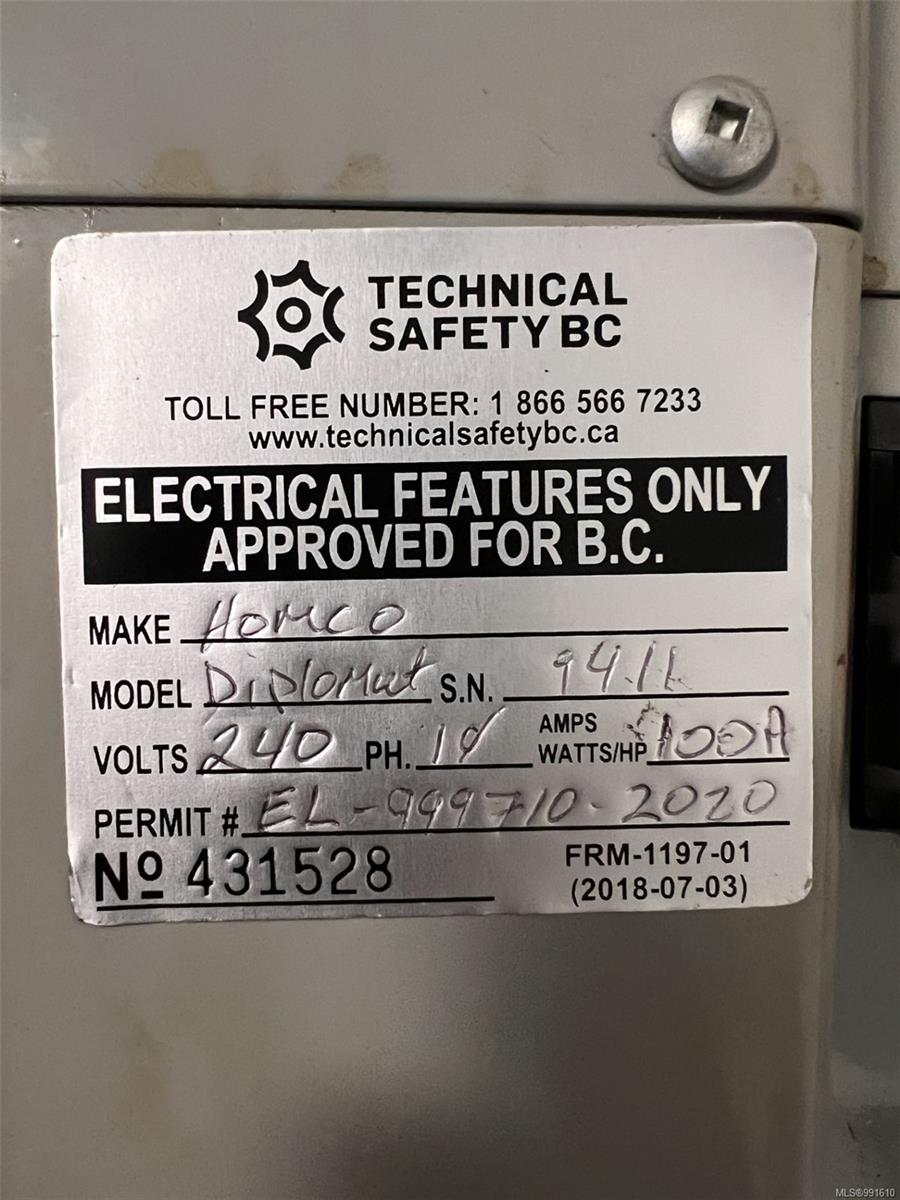 TECHNICAL
SAFETY BC
TOLL FREE NUMBER: 1 866 566 7233
www.technicalsafetybc.ca
ELECTRICAL FEATURES ONLY
APPROVED FOR B.C.
MAKE HOMCO
MODEL Diplomat S.N.
VOLTS 240 PH. 1ϕ AMPS WATTS/HP 100A
PERMIT # EL-999710-2020
Nº 431528
FRM-1197-01
(2018-07-03)
MLS®991610